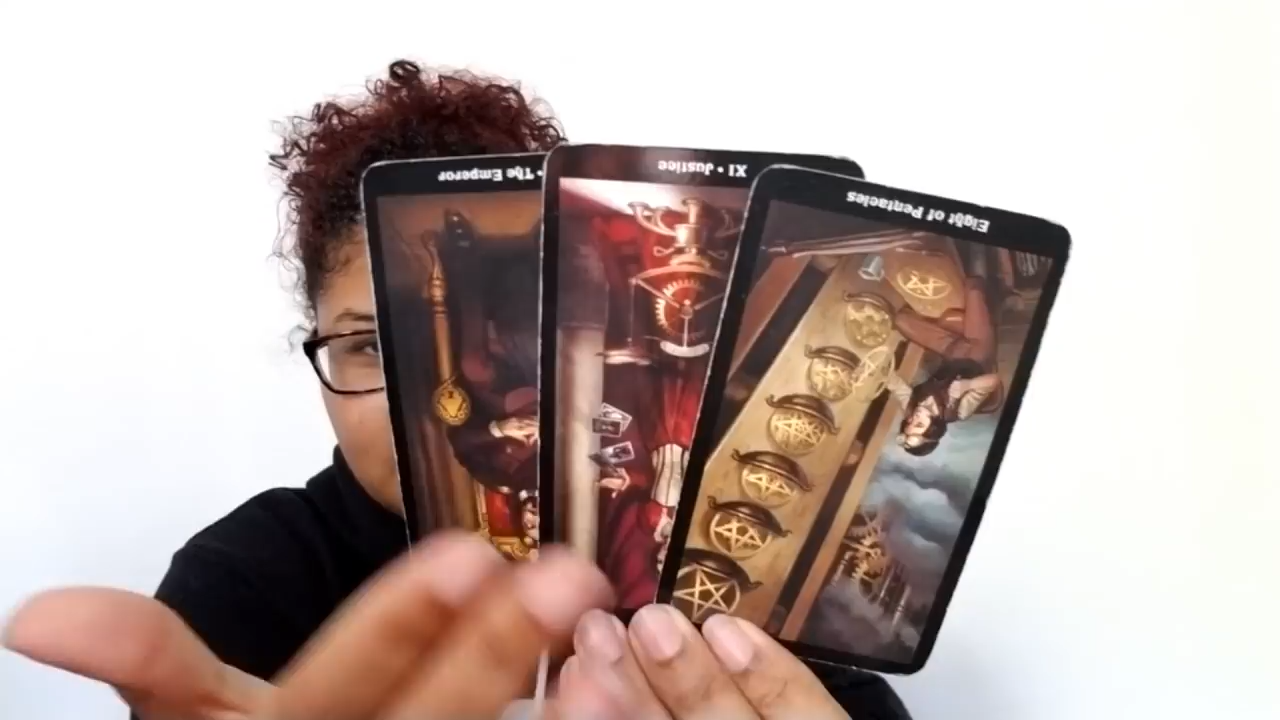 • The Emperor
XI • Justice
Eight of Pentacles